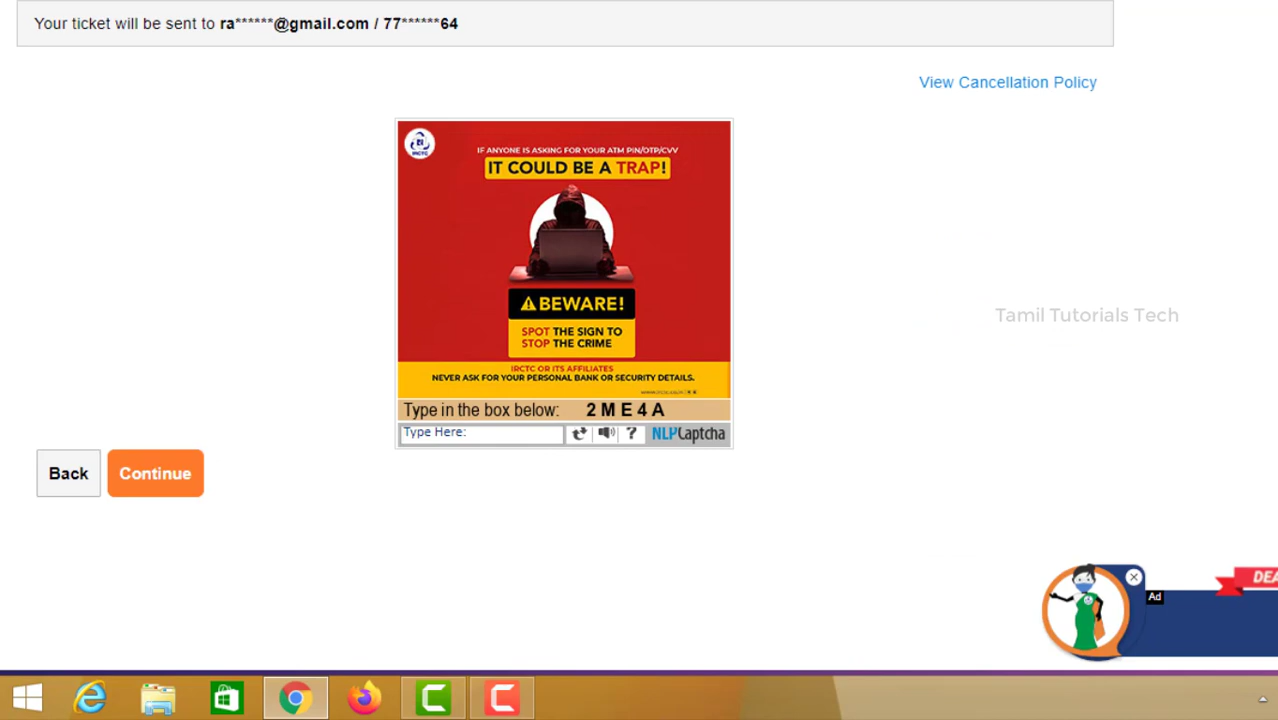 Your ticket will be sent to ra******@gmail.com / 77******64
View Cancellation Policy
IRCTC
IF ANYONE IS ASKING FOR YOUR ATM PIN/OTP/CVV
IT COULD BE A TRAP!
BEWARE!
SPOT THE SIGN TO
STOP THE CRIME
IRCTC OR ITS AFFILIATES
NEVER ASK FOR YOUR PERSONAL BANK OR SECURITY DETAILS.
Type in the box below: 2 M E 4 A
Type Here: ? NLPCaptcha
Tamil Tutorials Tech
Back Continue
DEA
Ad